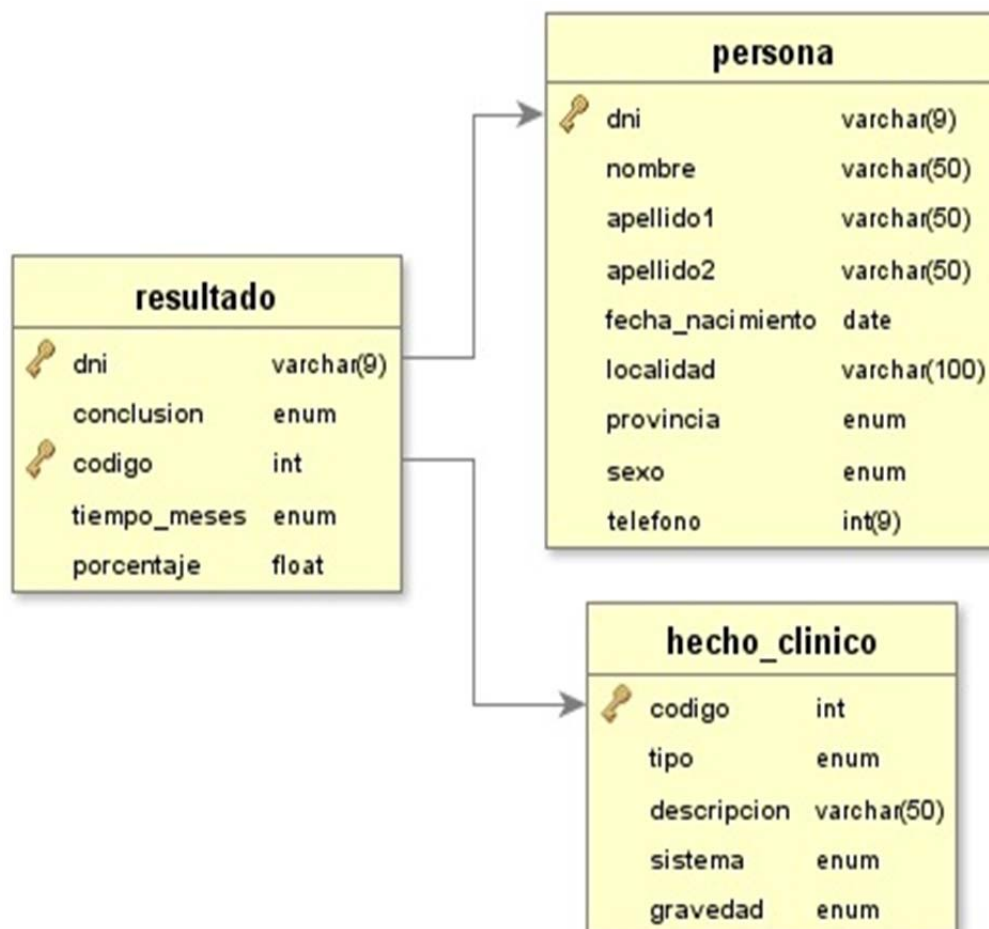 persona
dni varchar(9)
nombre varchar(50)
apellido1 varchar(50)
apellido2 varchar(50)
fecha_nacimiento date
localidad varchar(100)
provincia enum
sexo enum
telefono int(9)
resultado
dni varchar(9)
conclusion enum
codigo int
tiempo_meses enum
porcentaje float
hecho_clinico
codigo int
tipo enum
descripcion varchar(50)
sistema enum
gravedad enum